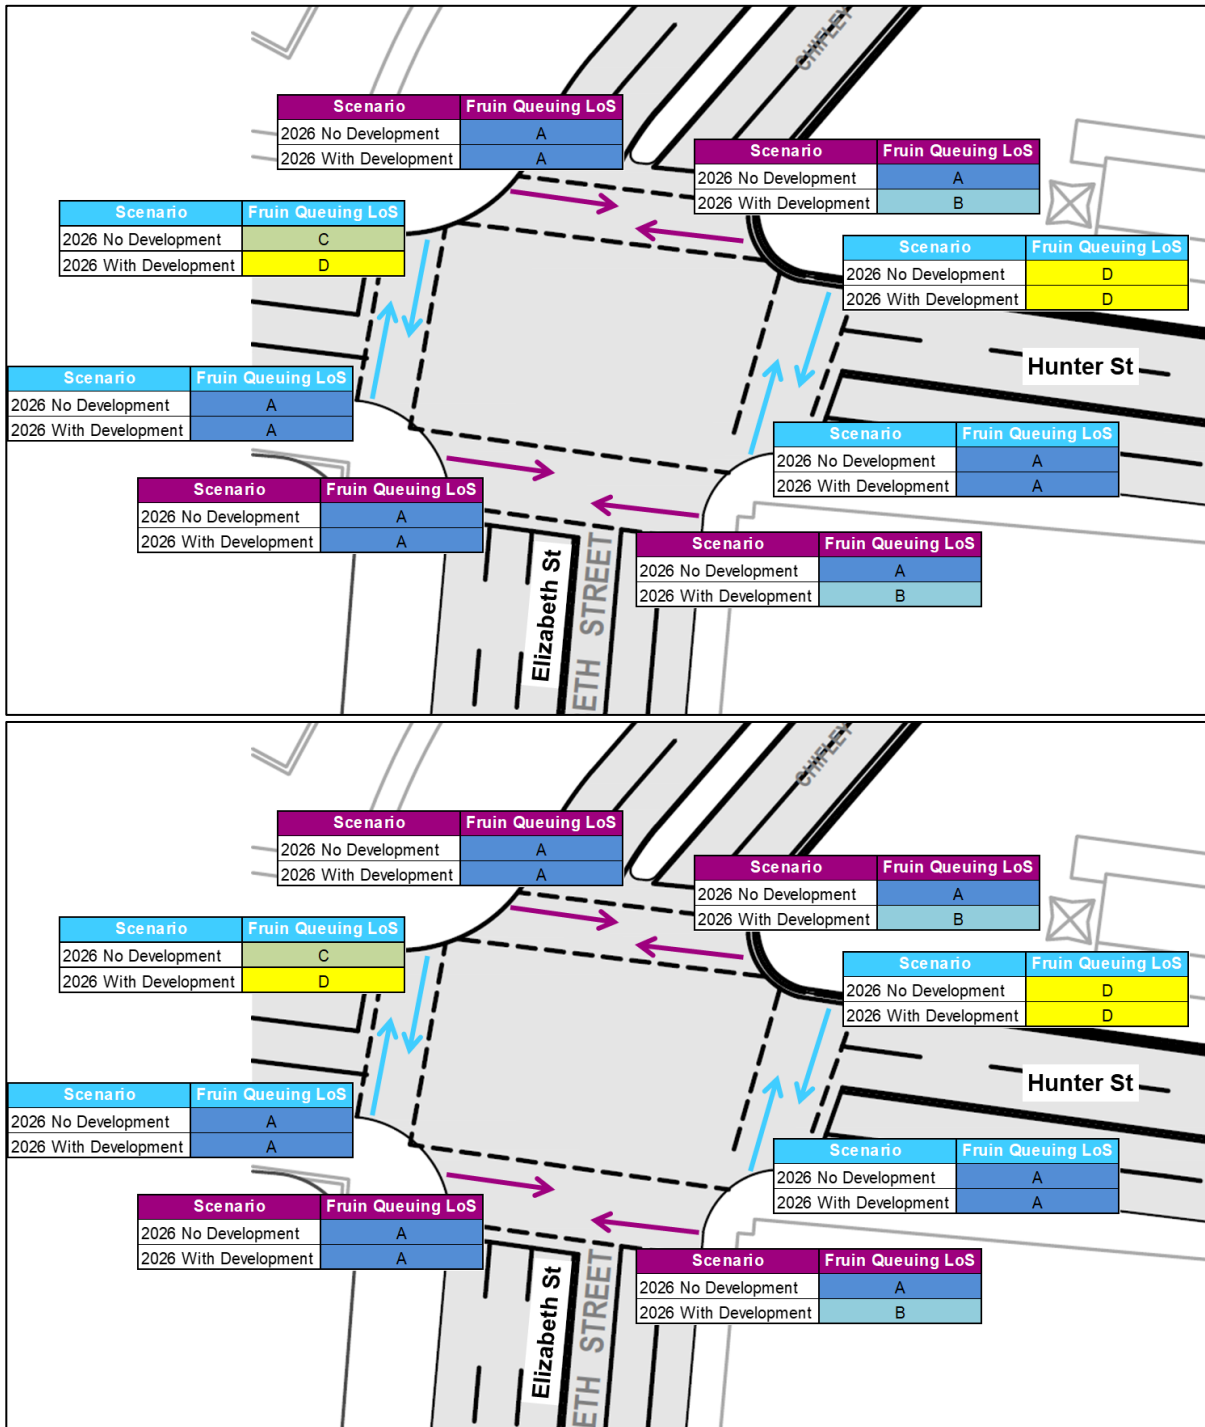 CHIFLEY
Scenario Fruin Queuing LoS
2026 No Development A
2026 With Development A
Scenario Fruin Queuing LoS
2026 No Development A
2026 With Development B
Scenario Fruin Queuing LoS
2026 No Development C
2026 With Development D
Scenario Fruin Queuing LoS
2026 No Development D
2026 With Development D
Hunter St
Scenario Fruin Queuing LoS
2026 No Development A
2026 With Development A
Scenario Fruin Queuing LoS
2026 No Development A
2026 With Development A
Scenario Fruin Queuing LoS
2026 No Development A
2026 With Development A
Scenario Fruin Queuing LoS
2026 No Development A
2026 With Development B
Elizabeth St
ETH STREET
CHIFLEY
Scenario Fruin Queuing LoS
2026 No Development A
2026 With Development A
Scenario Fruin Queuing LoS
2026 No Development A
2026 With Development B
Scenario Fruin Queuing LoS
2026 No Development C
2026 With Development D
Scenario Fruin Queuing LoS
2026 No Development D
2026 With Development D
Hunter St
Scenario Fruin Queuing LoS
2026 No Development A
2026 With Development A
Scenario Fruin Queuing LoS
2026 No Development A
2026 With Development A
Scenario Fruin Queuing LoS
2026 No Development A
2026 With Development A
Scenario Fruin Queuing LoS
2026 No Development A
2026 With Development B
Elizabeth St
ETH STREET